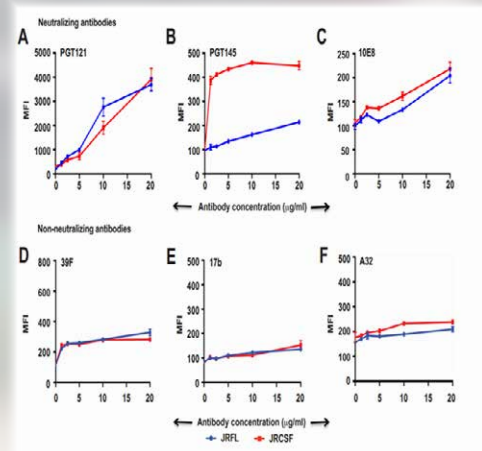 Neutralizing antibodies
A
PGT121
5000
4000
3000
2000
1000
0
MFI
0 5 10 15 20
B
PGT145
500
400
300
200
100
0
MFI
0 5 10 15 20
C
10E8
250
200
150
100
50
0
MFI
0 5 10 15 20
Antibody concentration (µg/ml)
Non-neutralizing antibodies
D
39F
800
600
400
200
0
MFI
0 5 10 15 20
E
17b
500
400
300
200
100
0
MFI
0 5 10 15 20
F
A32
500
400
300
200
100
0
MFI
0 5 10 15 20
Antibody concentration (µg/ml)
JRFL JRCSF